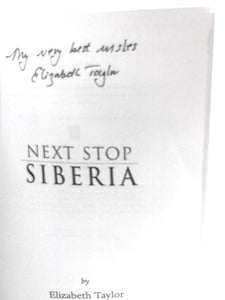 My very best wishes
Elizabeth Taylor
NEXT STOP
SIBERIA
by
Elizabeth Taylor